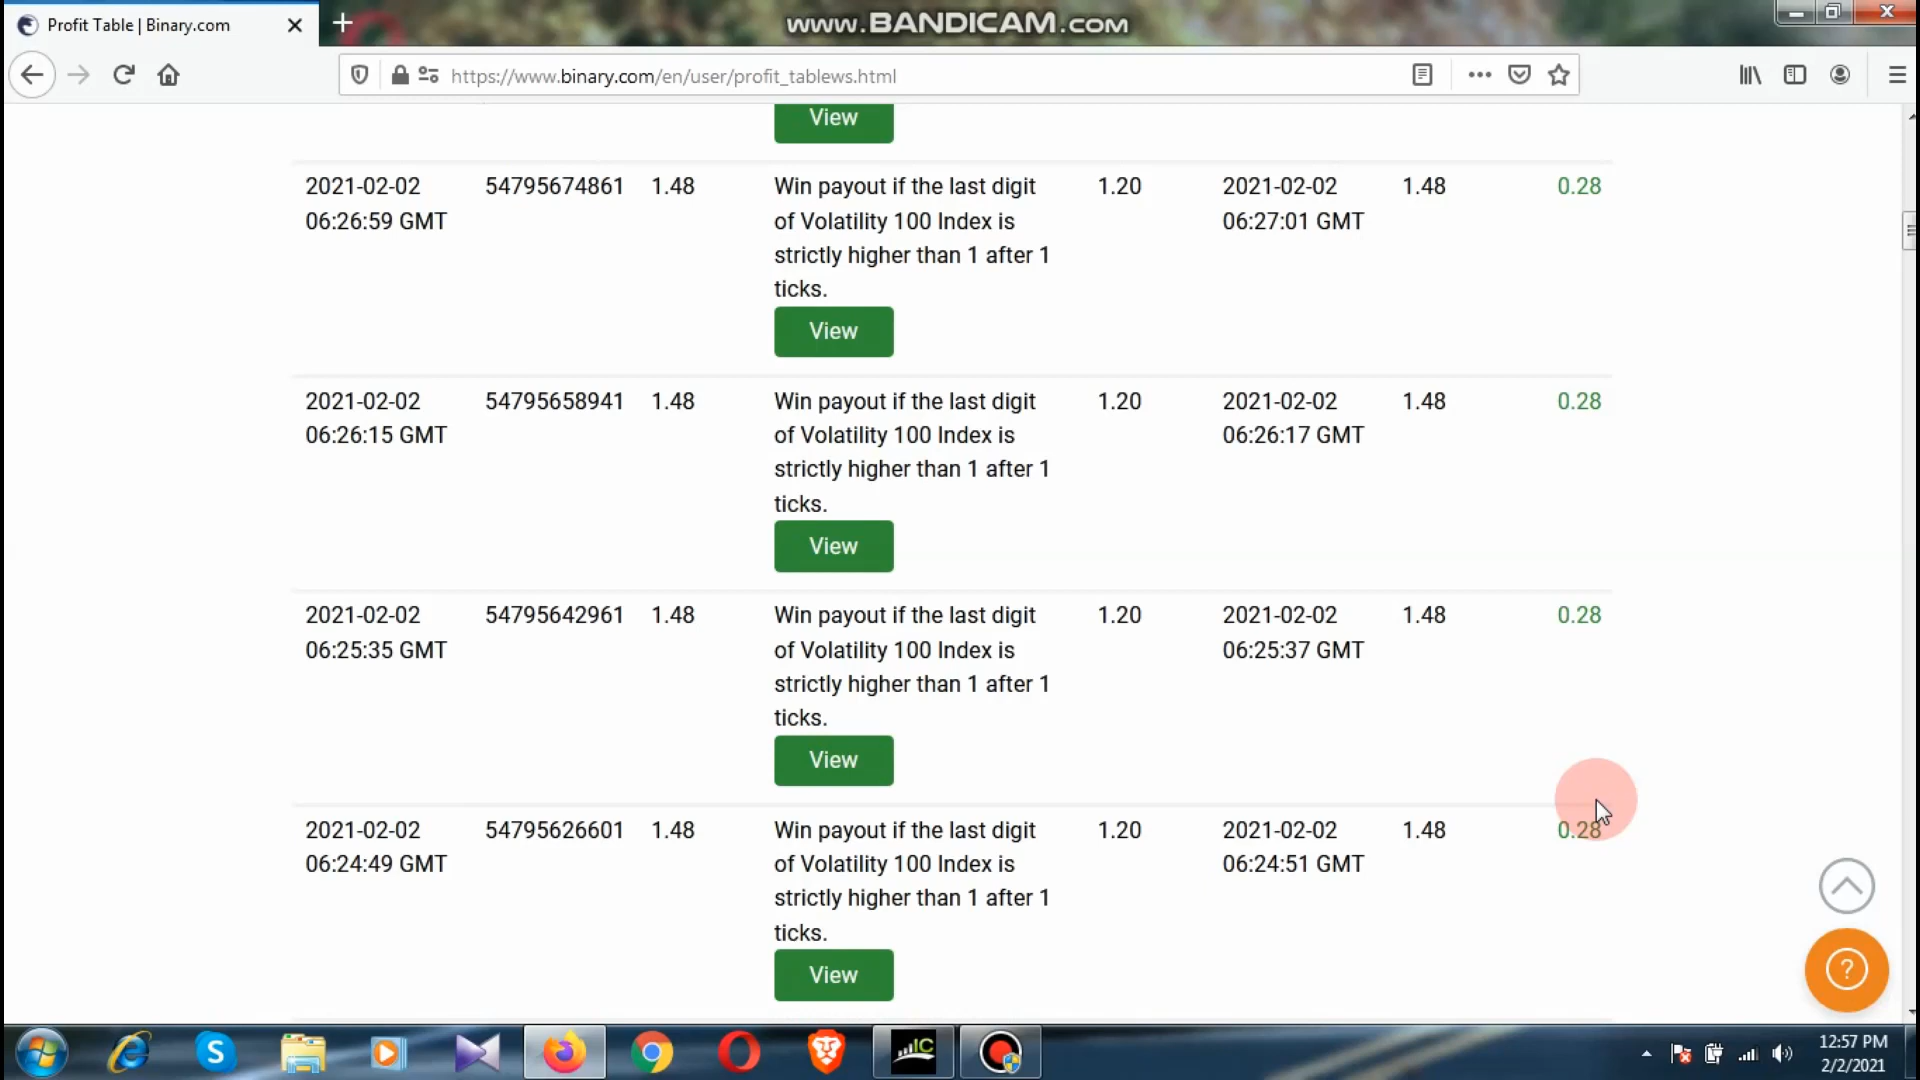 Profit Table | Binary.com
www.BANDICAM.com
https://www.binary.com/en/user/profit_tablews.html
View
2021-02-02 54795674861 1.48 Win payout if the last digit 1.20 2021-02-02 1.48 0.28
06:26:59 GMT of Volatility 100 Index is 06:27:01 GMT
strictly higher than 1 after 1
ticks.
View
2021-02-02 54795658941 1.48 Win payout if the last digit 1.20 2021-02-02 1.48 0.28
06:26:15 GMT of Volatility 100 Index is 06:26:17 GMT
strictly higher than 1 after 1
ticks.
View
2021-02-02 54795642961 1.48 Win payout if the last digit 1.20 2021-02-02 1.48 0.28
06:25:35 GMT of Volatility 100 Index is 06:25:37 GMT
strictly higher than 1 after 1
ticks.
View
2021-02-02 54795626601 1.48 Win payout if the last digit 1.20 2021-02-02 1.48 0.28
06:24:49 GMT of Volatility 100 Index is 06:24:51 GMT
strictly higher than 1 after 1
ticks.
View
?
S
IC
12:57 PM
2/2/2021